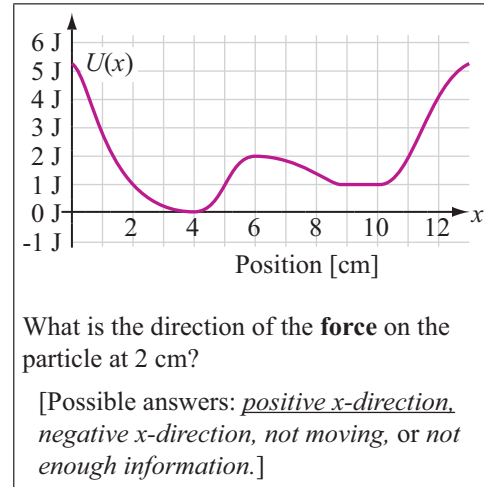 6 J
5 J
4 J
3 J
2 J
1 J
0 J
-1 J
U(x)
2 4 6 8 10 12
x
Position [cm]
What is the direction of the force on the
particle at 2 cm?
[Possible answers: positive x-direction,
negative x-direction, not moving, or not
enough information.]